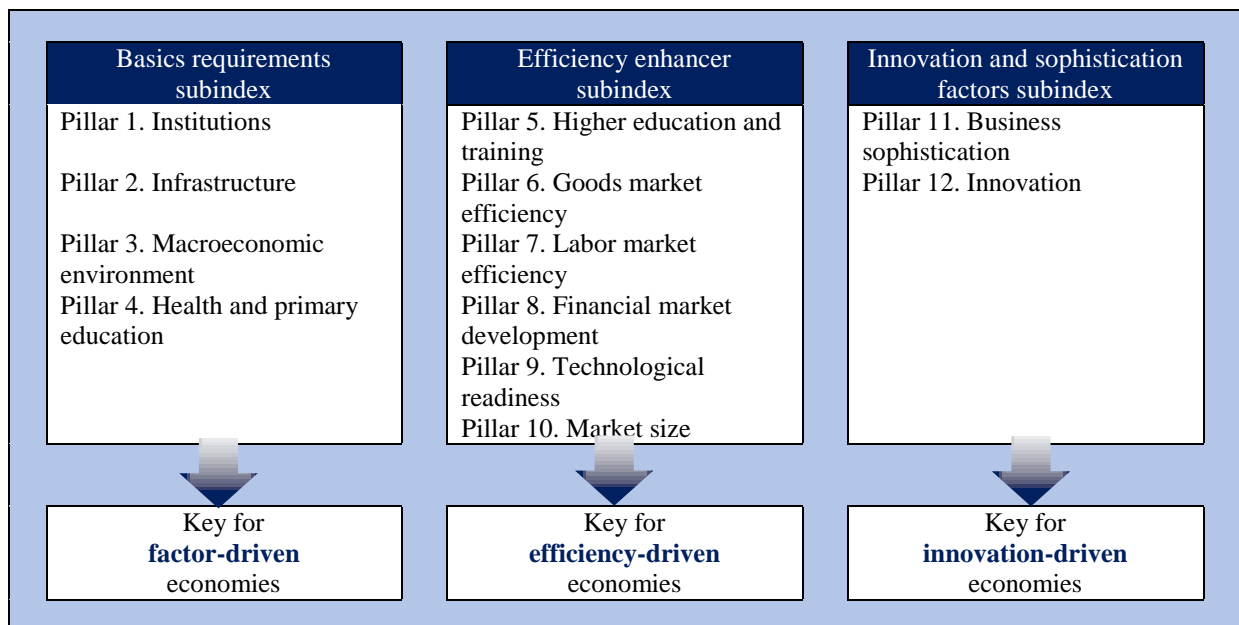 Basics requirements
subindex
Pillar 1. Institutions
Pillar 2. Infrastructure
Pillar 3. Macroeconomic
environment
Pillar 4. Health and primary
education
Key for
factor-driven
economies
Efficiency enhancer
subindex
Pillar 5. Higher education and
training
Pillar 6. Goods market
efficiency
Pillar 7. Labor market
efficiency
Pillar 8. Financial market
development
Pillar 9. Technological
readiness
Pillar 10. Market size
Key for
efficiency-driven
economies
Innovation and sophistication
factors subindex
Pillar 11. Business
sophistication
Pillar 12. Innovation
Key for
innovation-driven
economies